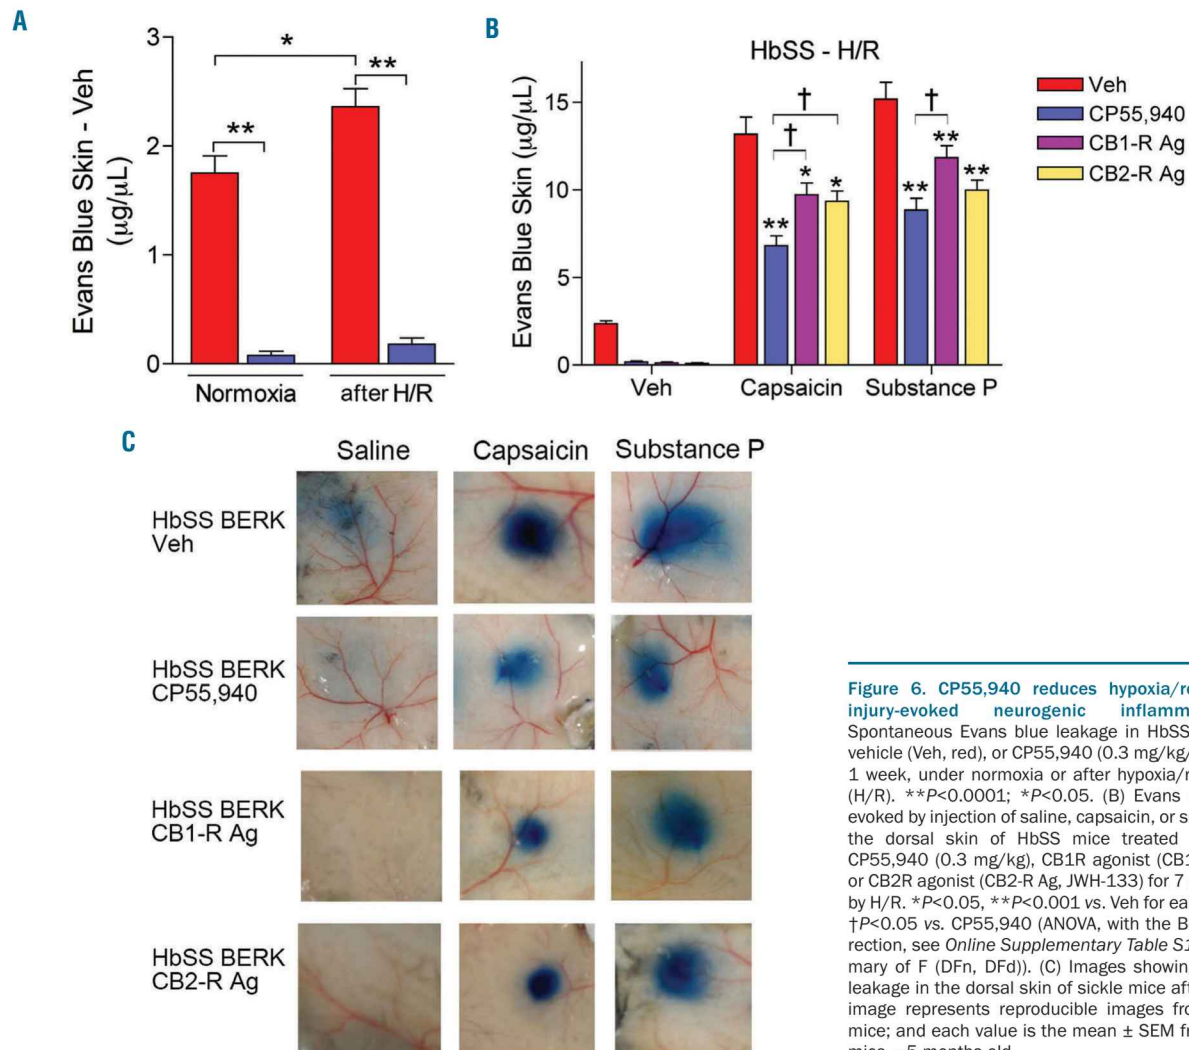 A
3
2
1
0
Evans Blue Skin - Veh
(µg/µL)
*
**
**
Normoxia
after H/R
B
HbSS - H/R
Evans Blue Skin (µg/µL)
15
10
5
0
†
†
†
**
*
*
**
**
**
Veh
Capsaicin
Substance P
Veh
CP55,940
CB1-R Ag
CB2-R Ag
C
Saline
Capsaicin
Substance P
HbSS BERK
Veh
HbSS BERK
CP55,940
HbSS BERK
CB1-R Ag
HbSS BERK
CB2-R Ag
Figure 6. CP55,940 reduces hypoxia/re
injury-evoked neurogenic inflamm
Spontaneous Evans blue leakage in HbSS
vehicle (Veh, red), or CP55,940 (0.3 mg/kg/
1 week, under normoxia or after hypoxia/r
(H/R). **P<0.0001; *P<0.05. (B) Evans
evoked by injection of saline, capsaicin, or s
the dorsal skin of HbSS mice treated
CP55,940 (0.3 mg/kg), CB1R agonist (CB1
or CB2R agonist (CB2-R Ag, JWH-133) for 7
by H/R. *P<0.05, **P<0.001 vs. Veh for ea
†P<0.05 vs. CP55,940 (ANOVA, with the B
rection, see Online Supplementary Table S1
mary of F (DFn, DFd)). (C) Images showin
leakage in the dorsal skin of sickle mice aft
image represents reproducible images fro
mice; and each value is the mean ± SEM fr